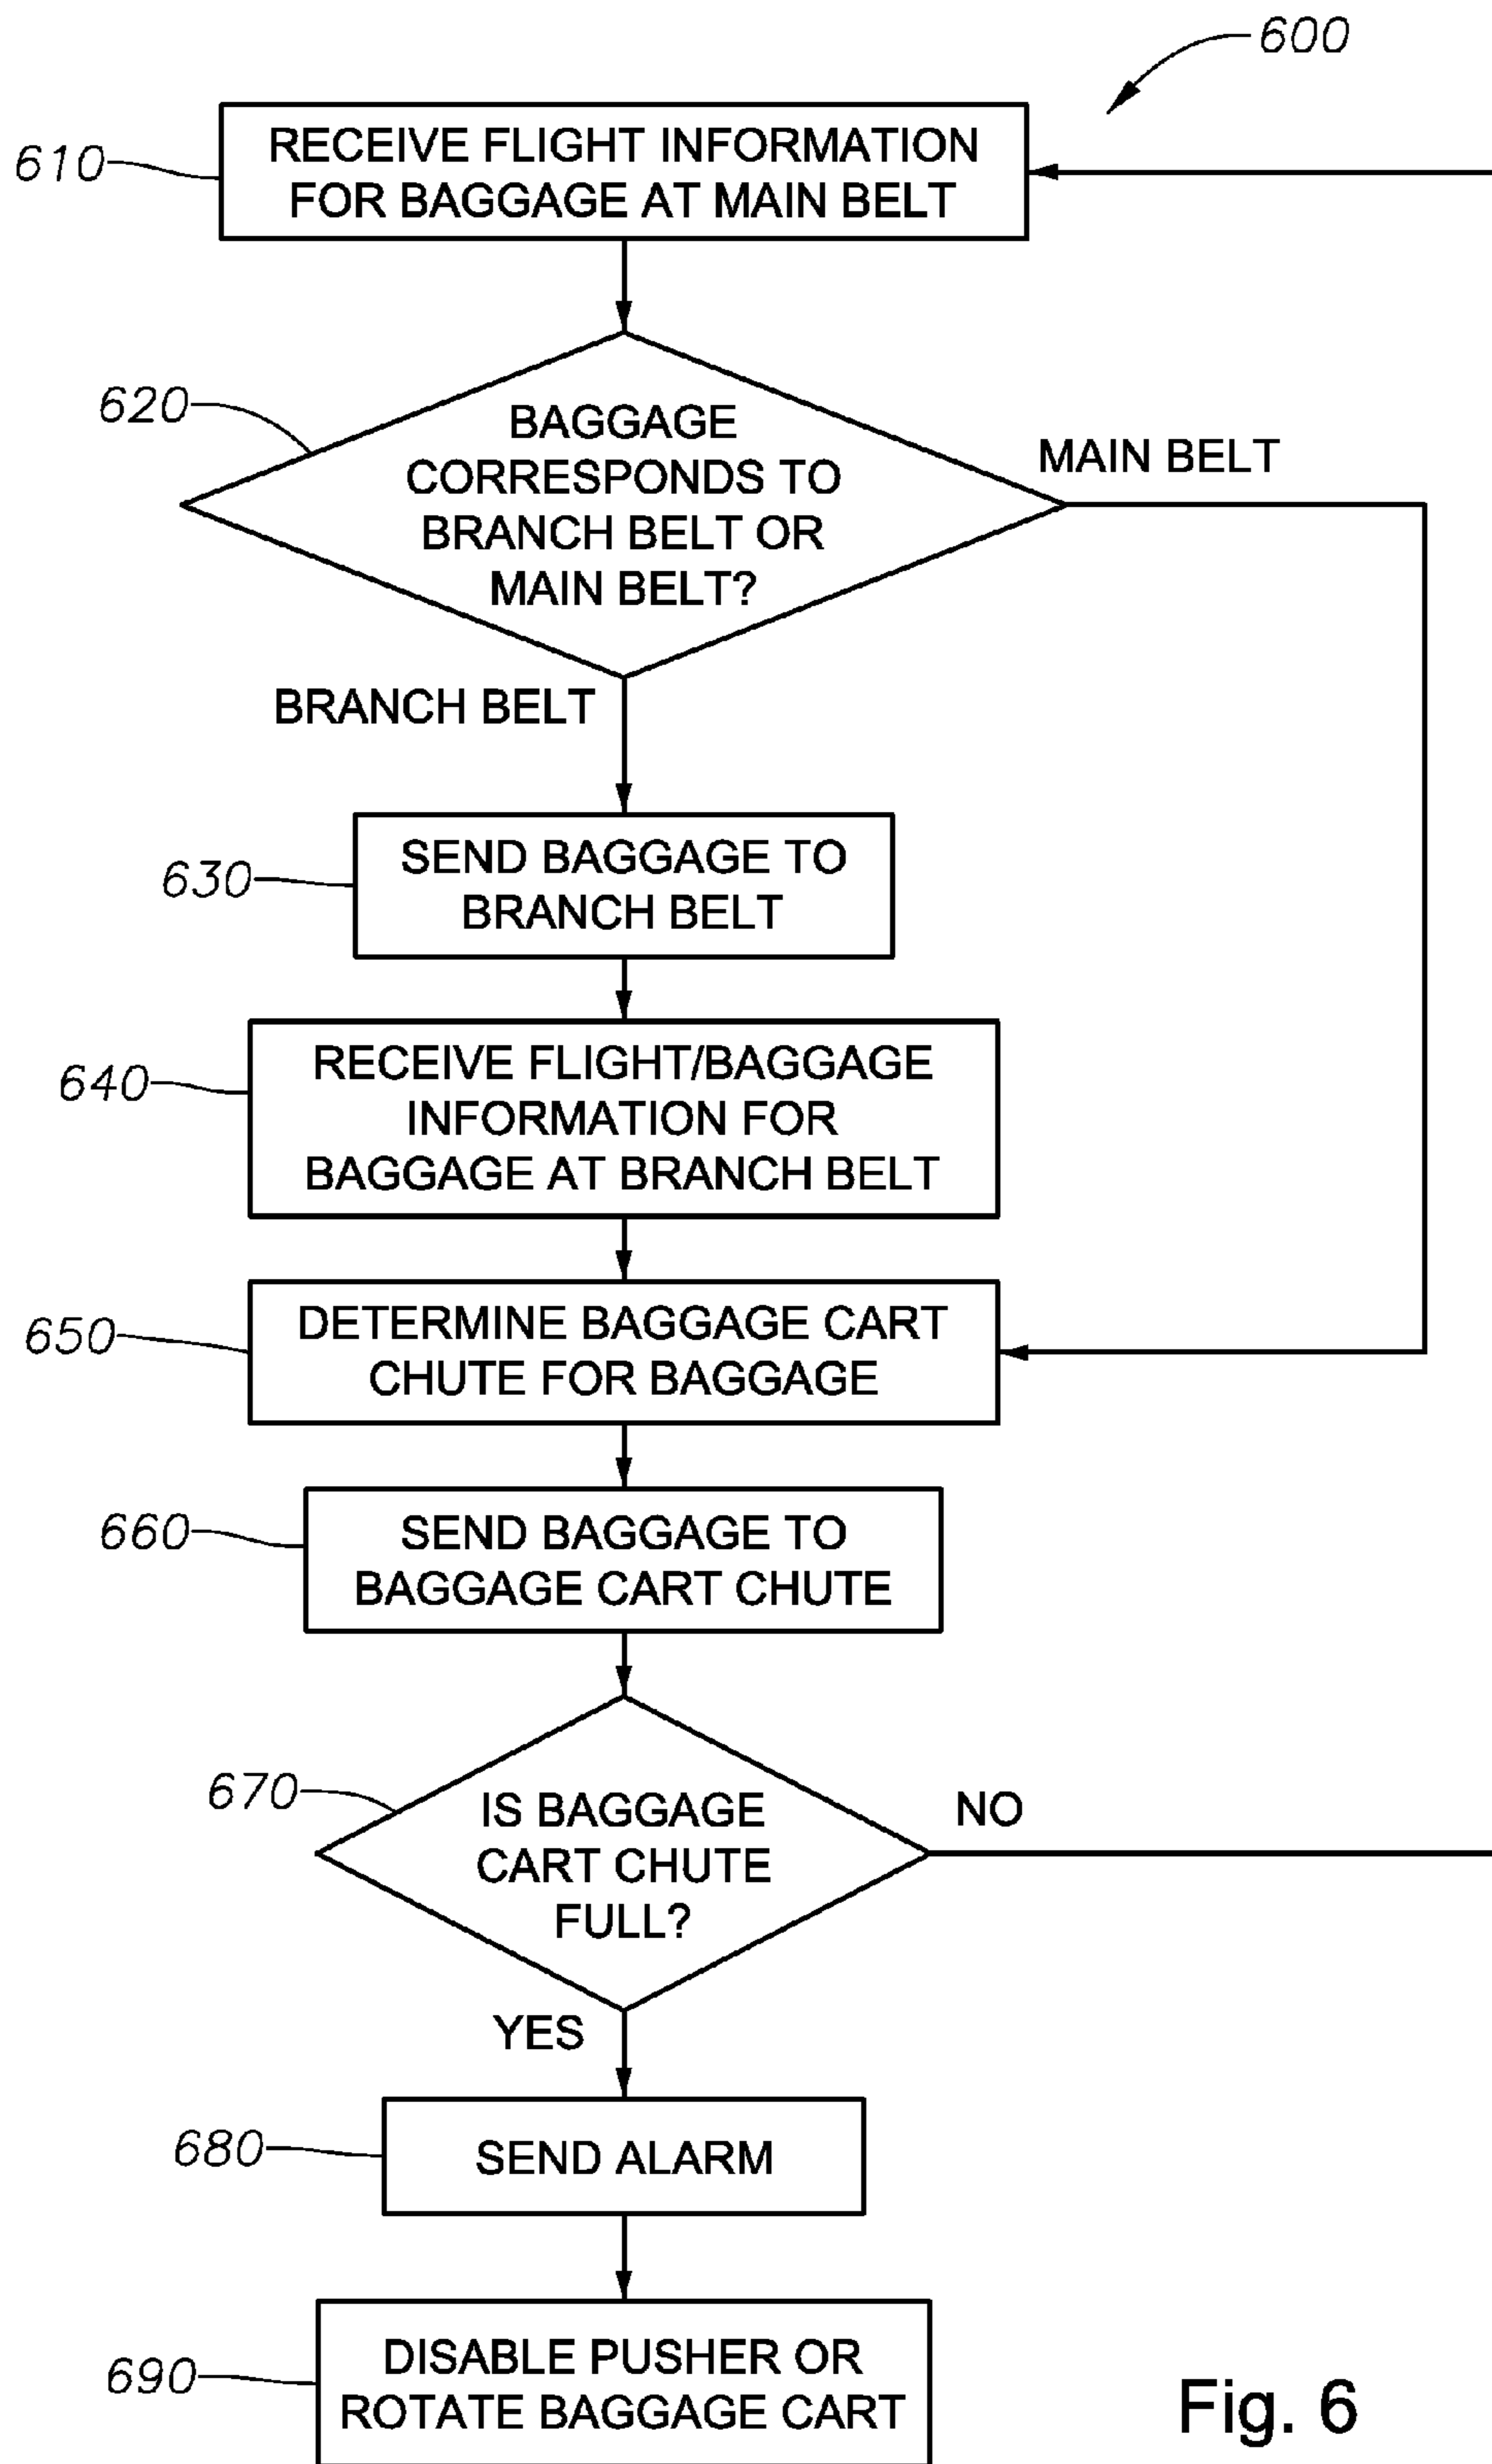 600
610
RECEIVE FLIGHT INFORMATION
FOR BAGGAGE AT MAIN BELT
620
BAGGAGE
CORRESPONDS TO
BRANCH BELT OR
MAIN BELT?
MAIN BELT
BRANCH BELT
630
SEND BAGGAGE TO
BRANCH BELT
640
RECEIVE FLIGHT/BAGGAGE
INFORMATION FOR
BAGGAGE AT BRANCH BELT
650
DETERMINE BAGGAGE CART
CHUTE FOR BAGGAGE
660
SEND BAGGAGE TO
BAGGAGE CART CHUTE
670
IS BAGGAGE
CART CHUTE
FULL?
NO
YES
680
SEND ALARM
690
DISABLE PUSHER OR
ROTATE BAGGAGE CART
Fig. 6